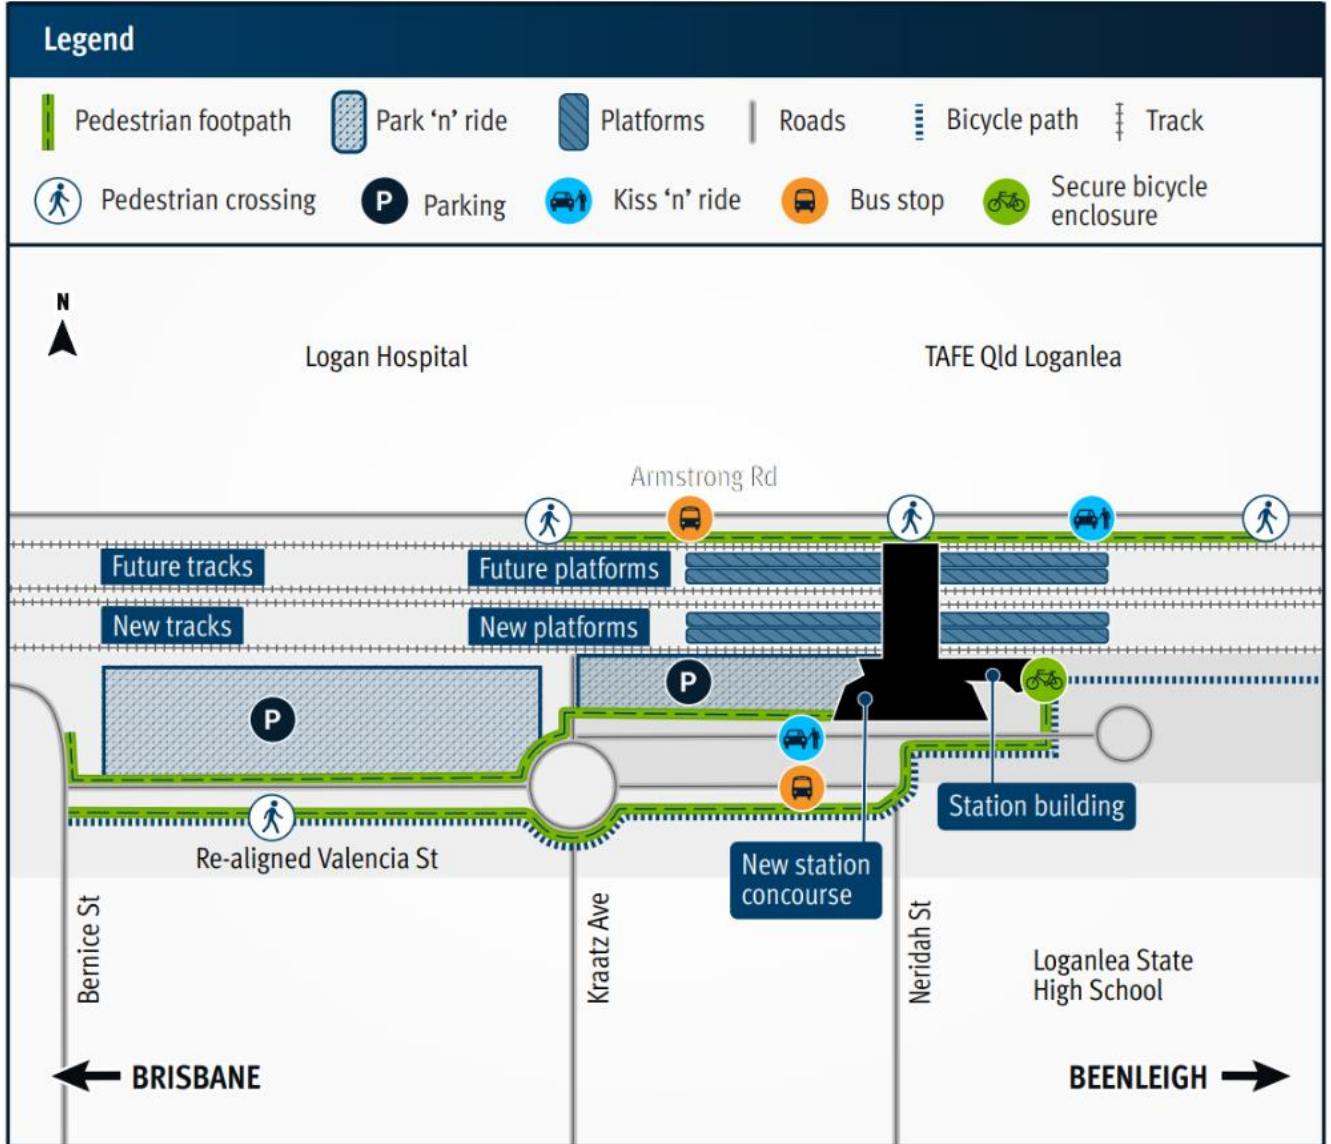 Legend
Pedestrian footpath
Park ‘n’ ride
Platforms
Roads
Bicycle path
Track
Pedestrian crossing
P
Parking
Kiss ‘n’ ride
Bus stop
Secure bicycle
enclosure
N
Logan Hospital
TAFE Qld Loganlea
Armstrong Rd
Future tracks
Future platforms
New tracks
New platforms
P
P
Station building
Re-aligned Valencia St
New station
concourse
Bernice St
Kraatz Ave
Neridah St
Loganlea State
High School
BRISBANE
BEENLEIGH